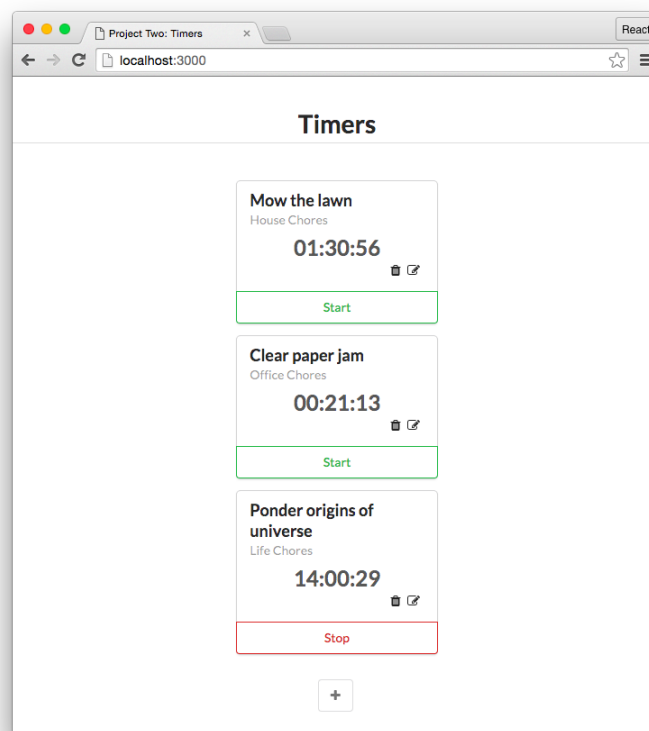 Project Two: Timers
React
localhost:3000
Timers
Mow the lawn
House Chores
01:30:56
Start
Clear paper jam
Office Chores
00:21:13
Start
Ponder origins of
universe
Life Chores
14:00:29
Stop